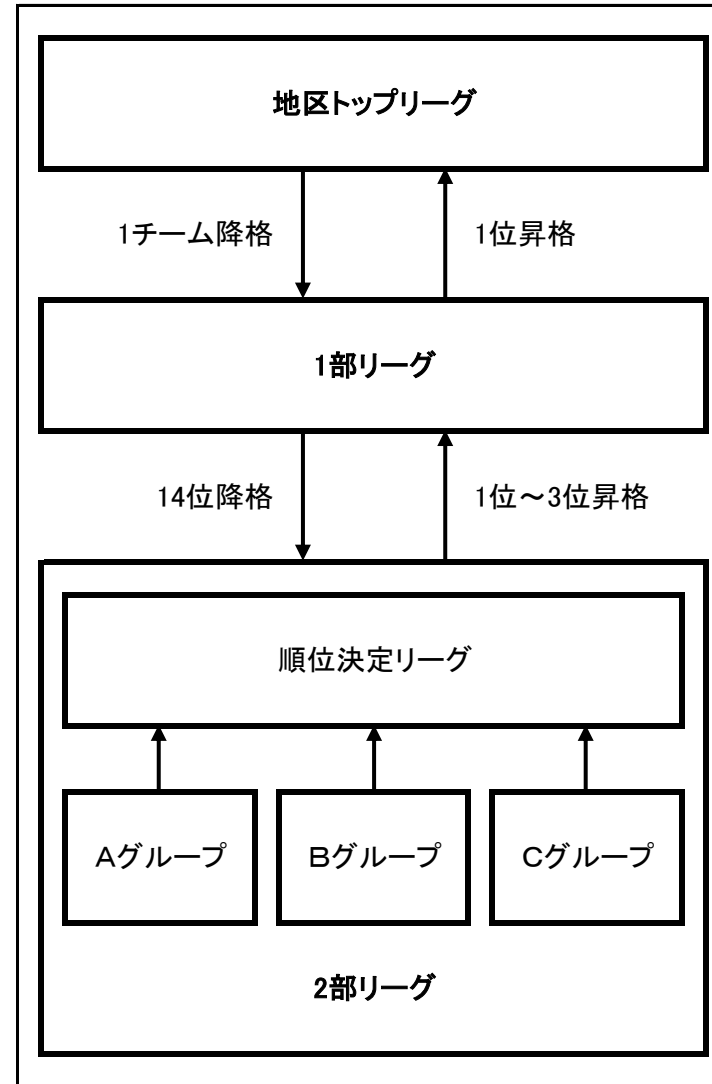 地区トップリーグ
1チーム降格
1位昇格
1部リーグ
14位降格
1位～3位昇格
順位決定リーグ
Aグループ
Bグループ
Cグループ
2部リーグ